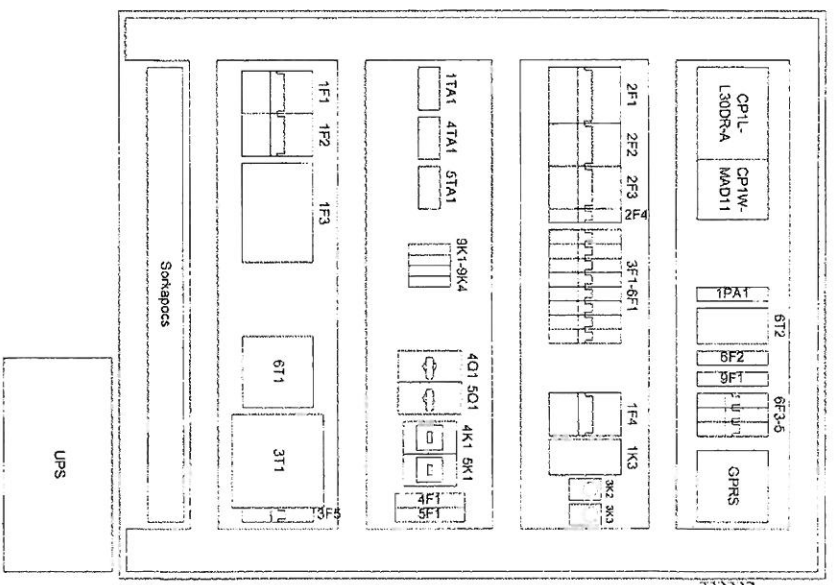 CP1L-
L30DR-A
CP1W-
MAD11
1PA1
6T2
6F2
9F1
6F3-5
GPRS
2F1
2F2
2F3
2F4
3F1-6F1
1F4
1K3
3K2
3K3
1TA1
4TA1
5TA1
9K1-9K4
4Q1
5Q1
4K1
5K1
4F1
5F1
1F1
1F2
1F3
6T1
3T1
3F5
Sorkapocs
UPS